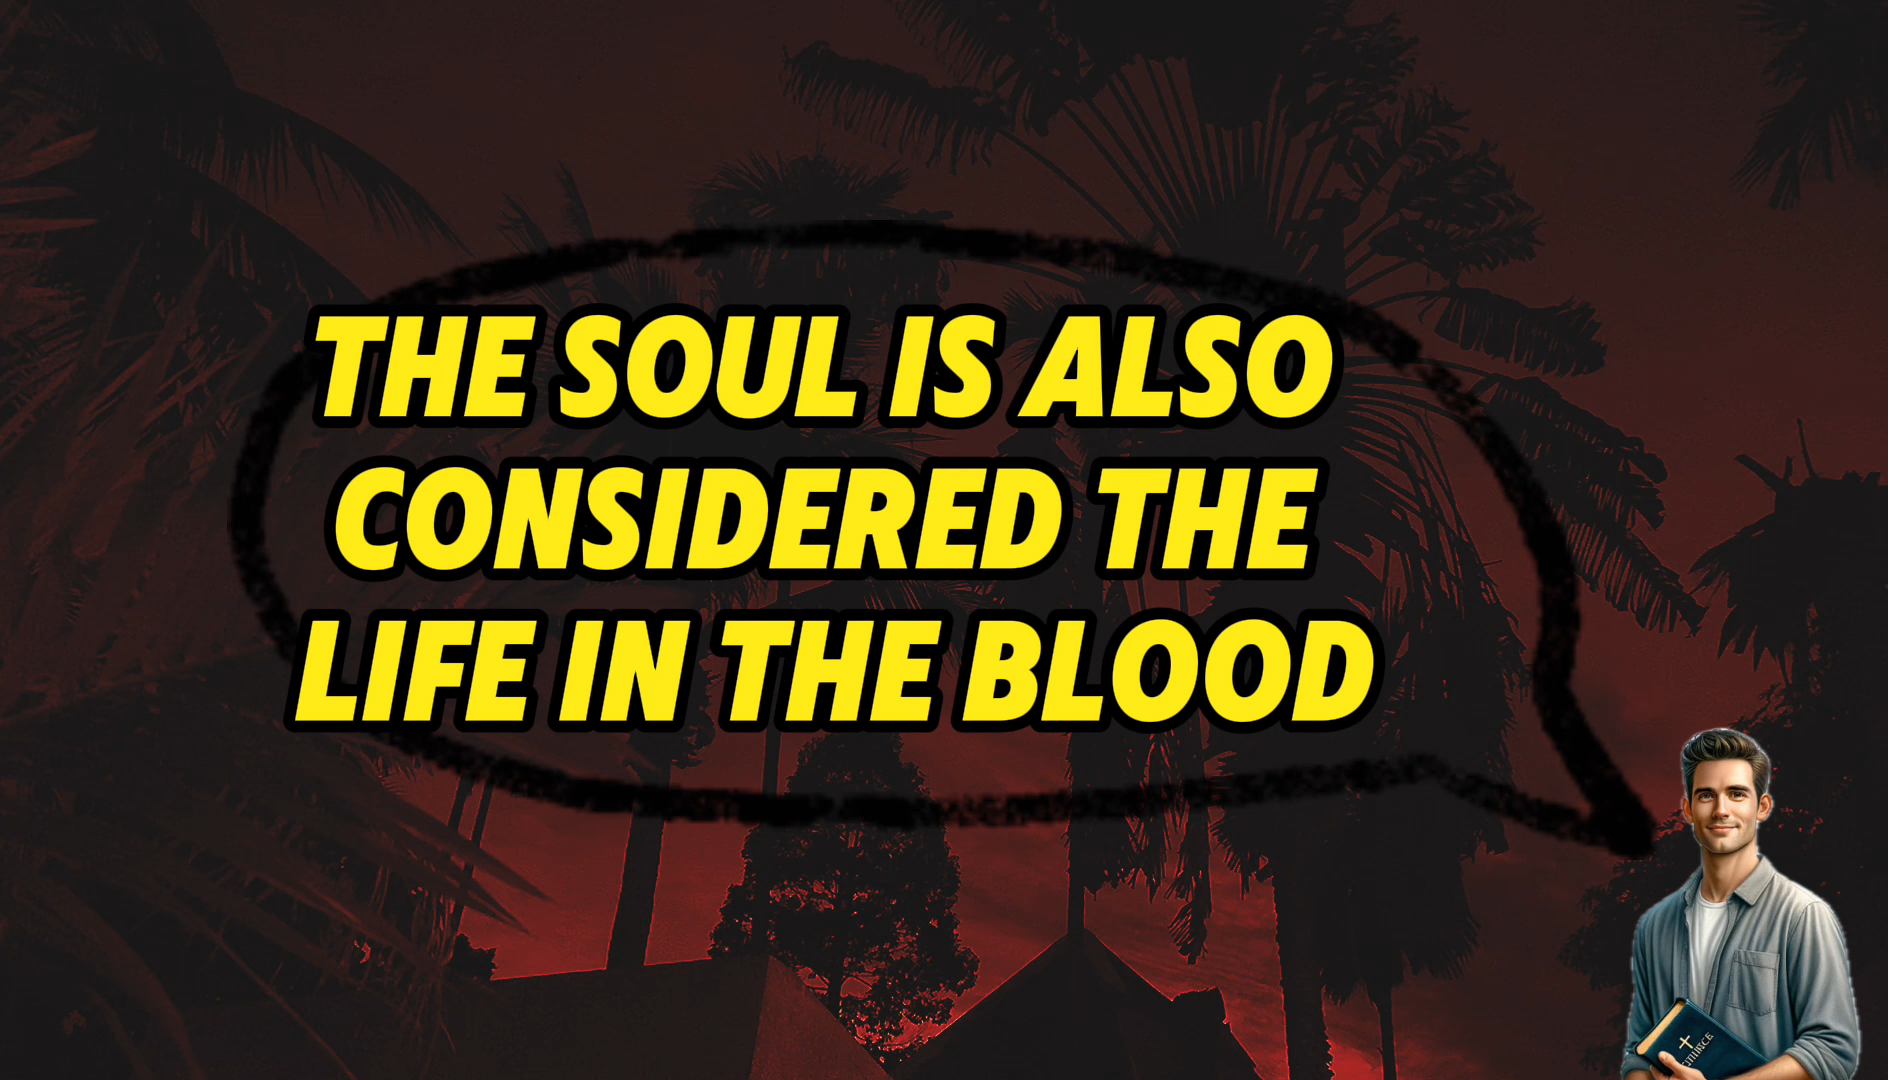 THE SOUL IS ALSO
CONSIDERED THE
LIFE IN THE BLOOD